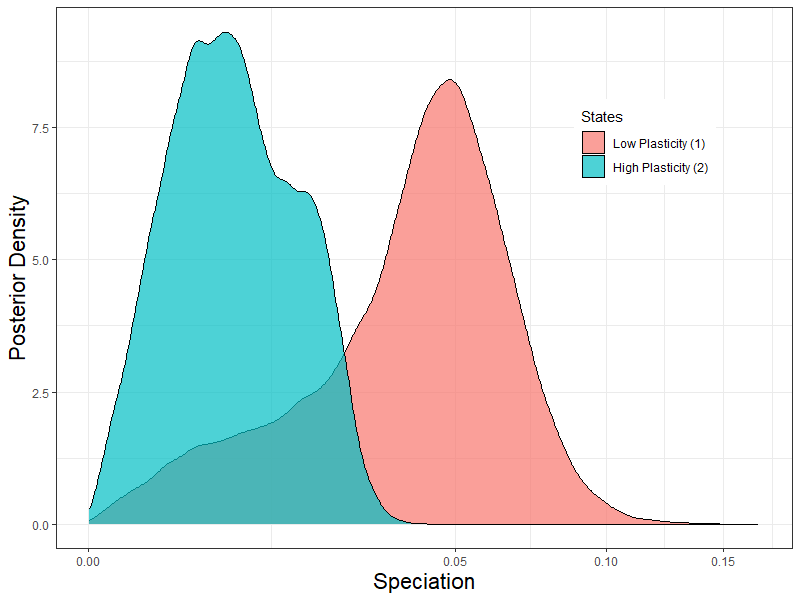 Posterior Density
7.5
5.0
2.5
0.0
States
Low Plasticity (1)
High Plasticity (2)
0.00
0.05
0.10
0.15
Speciation